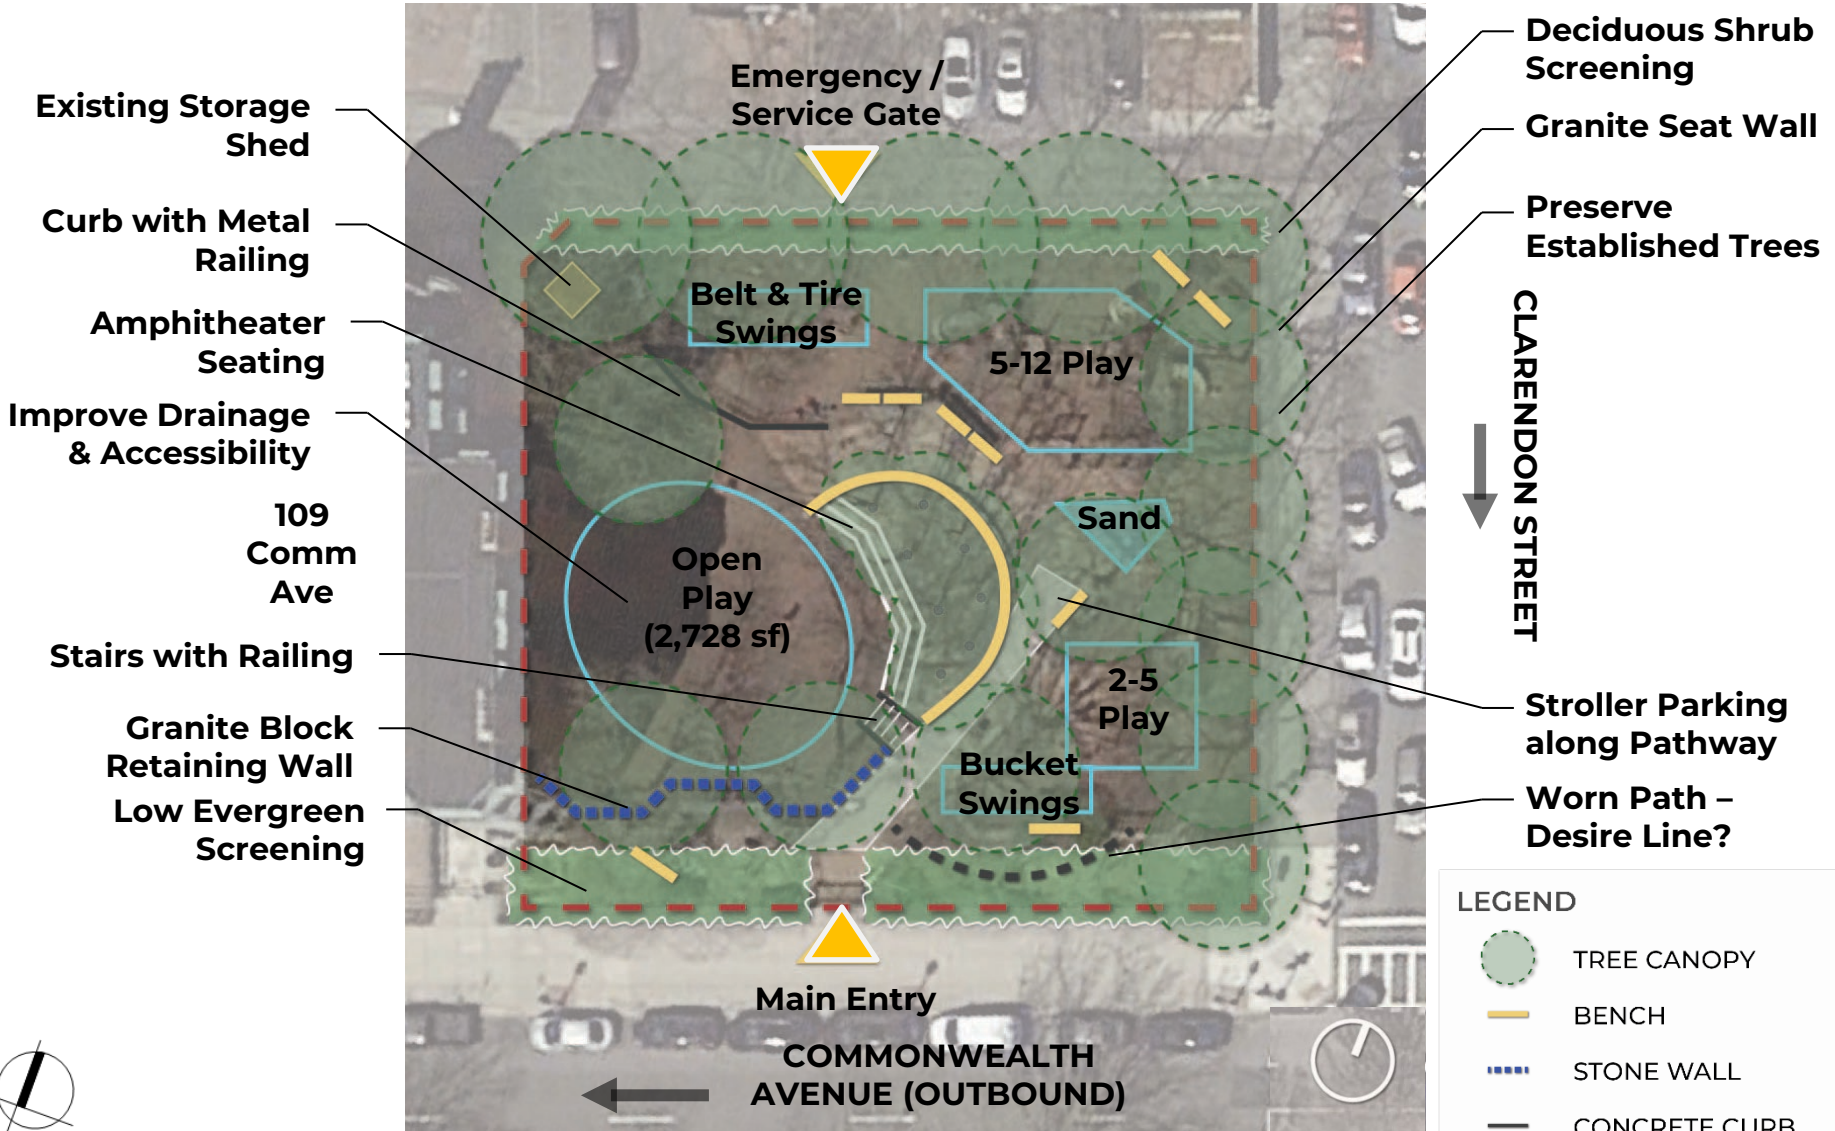 Emergency /
Service Gate
Existing Storage
Shed
Curb with Metal
Railing
Amphitheater
Seating
Improve Drainage
& Accessibility
109
Comm
Ave
Stairs with Railing
Granite Block
Retaining Wall
Low Evergreen
Screening
Belt & Tire
Swings
5-12 Play
Sand
Open
Play
(2,728 sf)
2-5
Play
Bucket
Swings
Main Entry
COMMONWEALTH
AVENUE (OUTBOUND)
Deciduous Shrub
Screening
Granite Seat Wall
Preserve
Established Trees
CLARENDON STREET
Stroller Parking
along Pathway
Worn Path –
Desire Line?
LEGEND
TREE CANOPY
BENCH
STONE WALL
CONCRETE CURB